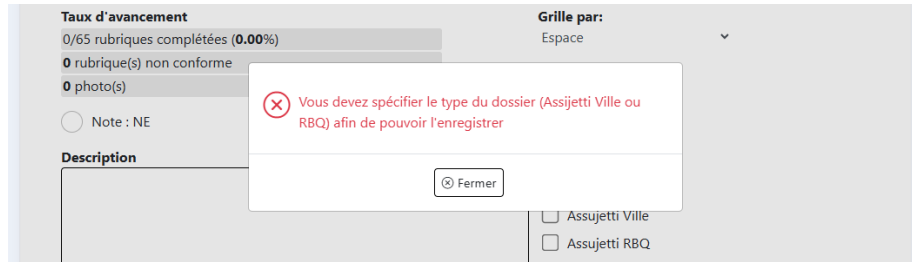 Taux d'avancement
0/65 rubriques complétées (0.00%)
0 rubrique(s) non conforme
0 photo(s)
Note : NE
Description
Grille par:
Espace
Vous devez spécifier le type du dossier (Assijetti Ville ou
RBQ) afin de pouvoir l'enregistrer
Fermer
Assujetti Ville
Assujetti RBQ